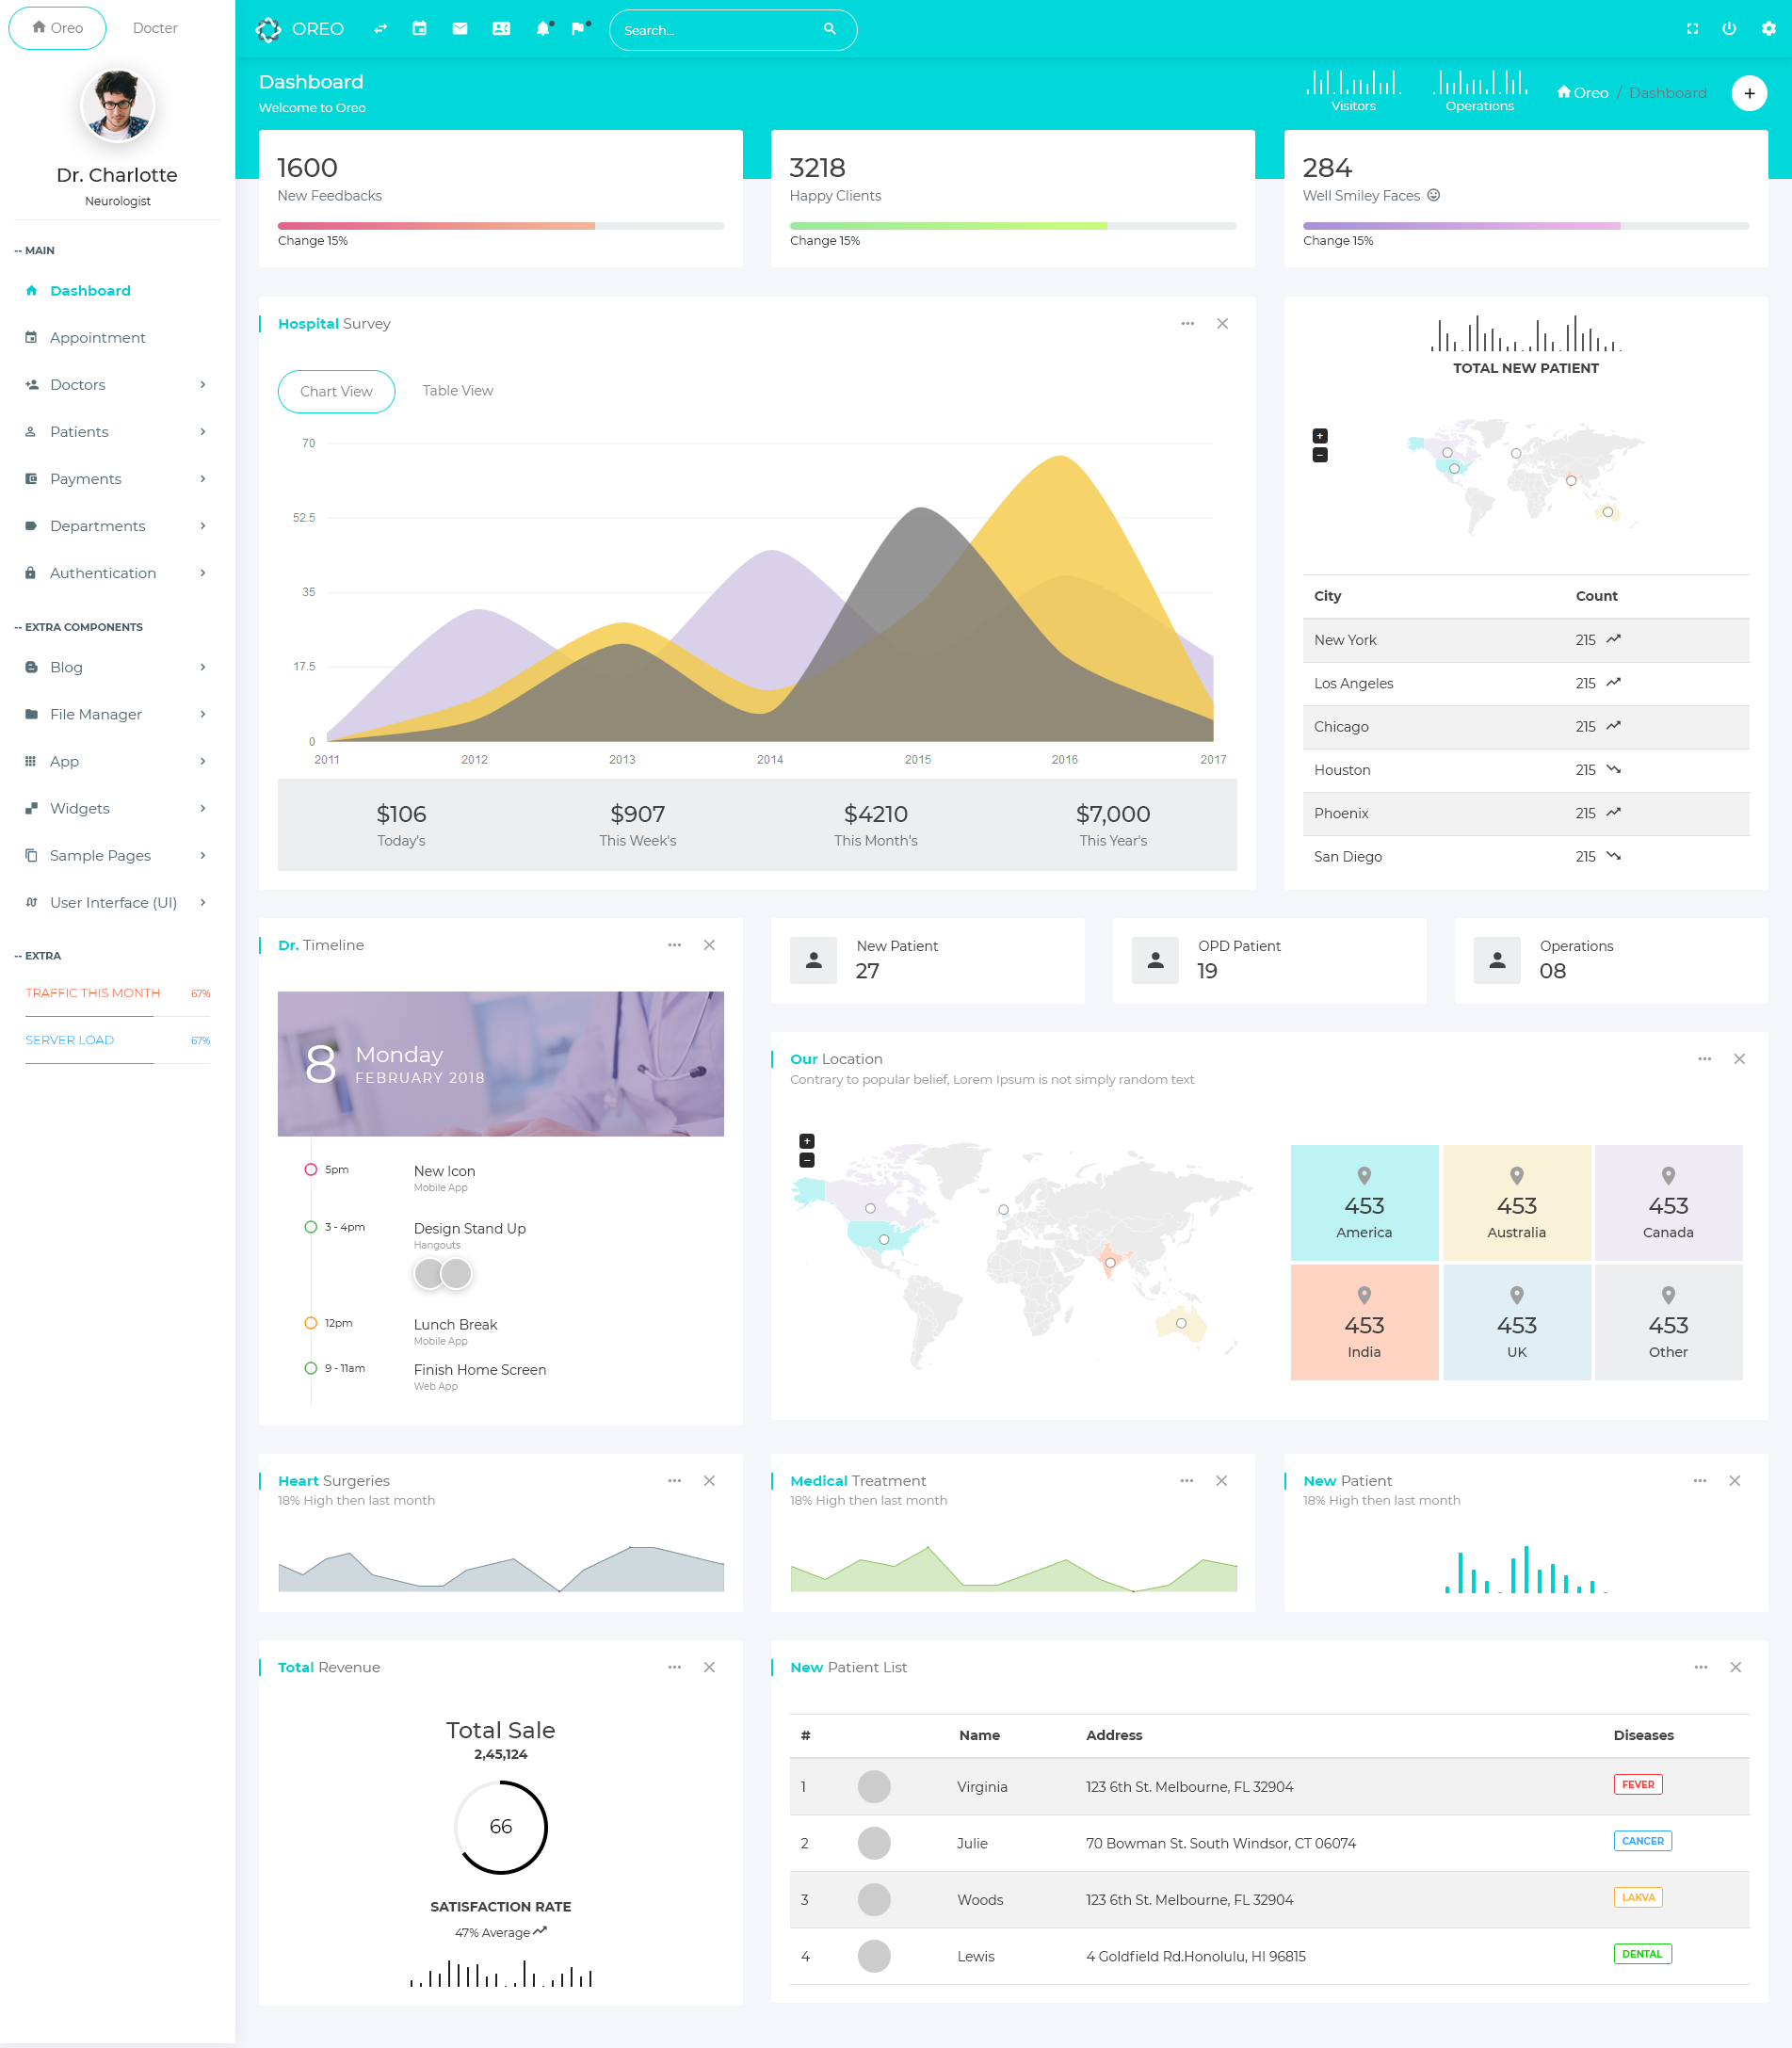 Oreo
Docter
Dr. Charlotte
Neurologist
-- MAIN
Dashboard
Appointment
Doctors
Patients
Payments
Departments
Authentication
-- EXTRA COMPONENTS
Blog
File Manager
App
Widgets
Sample Pages
User Interface (UI)
-- EXTRA
TRAFFIC THIS MONTH 67%
SERVER LOAD 67%
OREO
Search...
Dashboard
Welcome to Oreo
Visitors
Operations
Oreo / Dashboard
+
1600
New Feedbacks
Change 15%
3218
Happy Clients
Change 15%
284
Well Smiley Faces
Change 15%
Hospital Survey
Chart View
Table View
70
52.5
35
17.5
0
2011 2012 2013 2014 2015 2016 2017
$106
Today's
$907
This Week's
$4210
This Month's
$7,000
This Year's
TOTAL NEW PATIENT
+
−
City Count
New York 215
Los Angeles 215
Chicago 215
Houston 215
Phoenix 215
San Diego 215
Dr. Timeline
8
Monday
FEBRUARY 2018
5pm
New Icon
Mobile App
3 - 4pm
Design Stand Up
Hangouts
12pm
Lunch Break
Mobile App
9 - 11am
Finish Home Screen
Web App
New Patient
27
OPD Patient
19
Operations
08
Our Location
Contrary to popular belief, Lorem Ipsum is not simply random text
+
−
453
America
453
Australia
453
Canada
453
India
453
UK
453
Other
Heart Surgeries
18% High then last month
Medical Treatment
18% High then last month
New Patient
18% High then last month
Total Revenue
Total Sale
2,45,124
66
SATISFACTION RATE
47% Average
New Patient List
# Name Address Diseases
1 Virginia 123 6th St. Melbourne, FL 32904 FEVER
2 Julie 70 Bowman St. South Windsor, CT 06074 CANCER
3 Woods 123 6th St. Melbourne, FL 32904 LAKVA
4 Lewis 4 Goldfield Rd.Honolulu, HI 96815 DENTAL